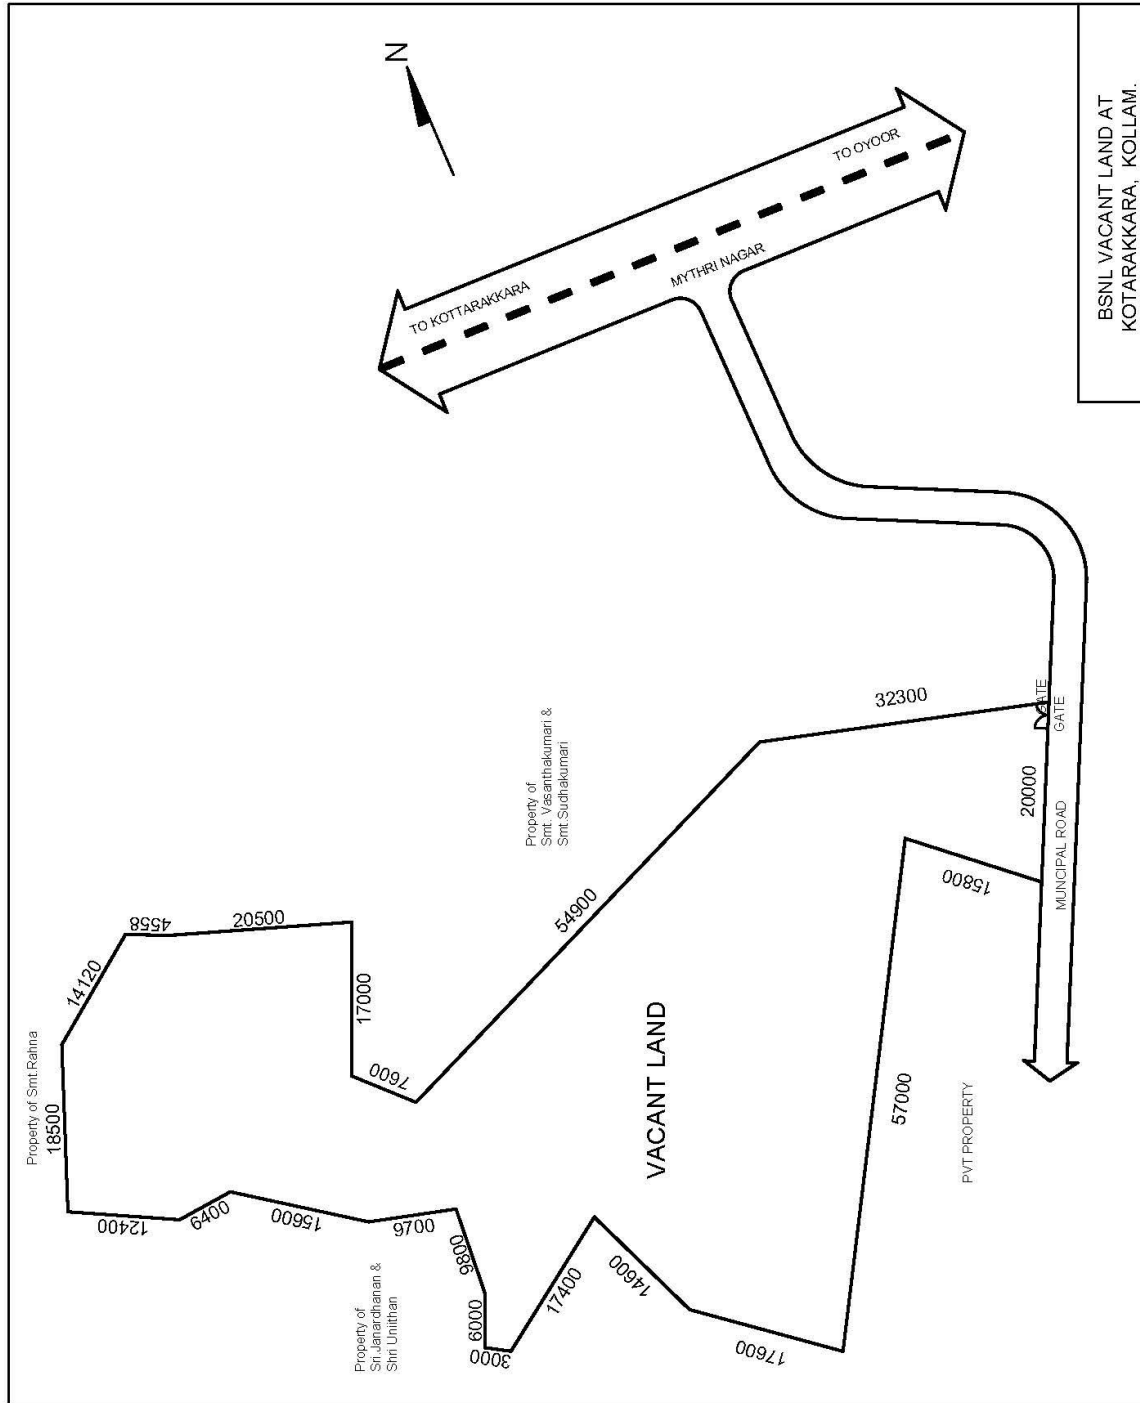 N
TO OYOOR
TO KOTTARAKKARA
MYTHRI NAGAR
BSNL VACANT LAND AT
KOTARAKKARA, KOLLAM.
32300
GATE
GATE
20000
MUNCIPAL ROAD
15800
Property of
Smt. Vasanthakumari &
Smt.Sudhakumari
54900
4558
20500
14120
17000
7600
Property of Smt.Rahna
18500
12400
6400
15600
9700
9800
6000
3000
Property of
Sri.Janardhanan &
Shri Uniithan
VACANT LAND
17400
14600
17600
57000
PVT PROPERTY